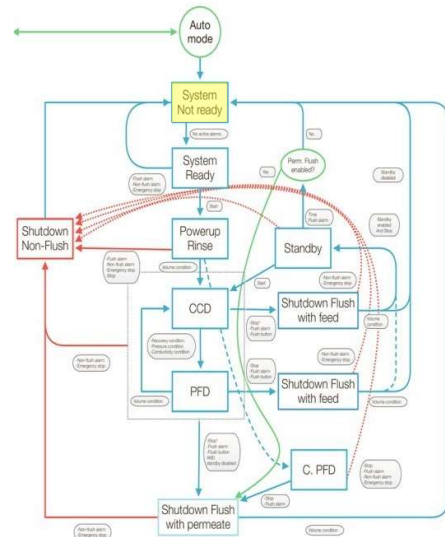 Auto
mode
System
Not ready
No active alarms
No
Perm. Flush
enabled?
Yes
Standby
disabled
System
Ready
Flush alarm
Non-flush alarm
Emergency stop
Start
Time
Flush alarm
Standby
enabled
And Stop
Shutdown
Non-Flush
Powerup
Rinse
Standby
Flush alarm
Non-flush alarm
Emergency stop
Stop
Volume condition
Start
Non-flush alarm
Emergency stop
CCD
Shutdown Flush
with feed
Volume
condition
Stop*
Flush alarm
Flush button
Recovery condition
Pressure condition
Conductivity condition
Non-flush alarm
Emergency stop
Non-flush alarm
Emergency stop
Stop
Flush alarm
Flush button
PFD
Shutdown Flush
with feed
Volume condition
Volume condition
Stop*
Flush alarm
Flush button
AND
standby disabled
C. PFD
Stop
Flush alarm
Non-flush alarm
Emergency stop
Stop
Flush alarm
Shutdown Flush
with permeate
Non-flush alarm
Emergency stop
Volume condition